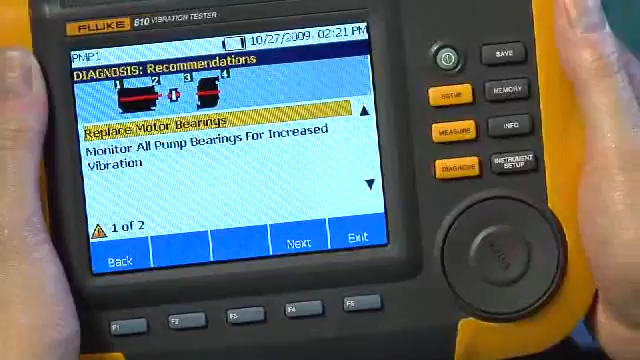 FLUKE 810 VIBRATION TESTER
PMP1
10/27/2009, 02:21 PM
DIAGNOSIS: Recommendations
1 2 3 4
Replace Motor Bearings
Monitor All Pump Bearings For Increased
Vibration
1 of 2
Back Next Exit
F1 F2 F3 F4 F5
SAVE
SETUP
MEMORY
MEASURE
INFO
DIAGNOSE
INSTRUMENT
SETUP